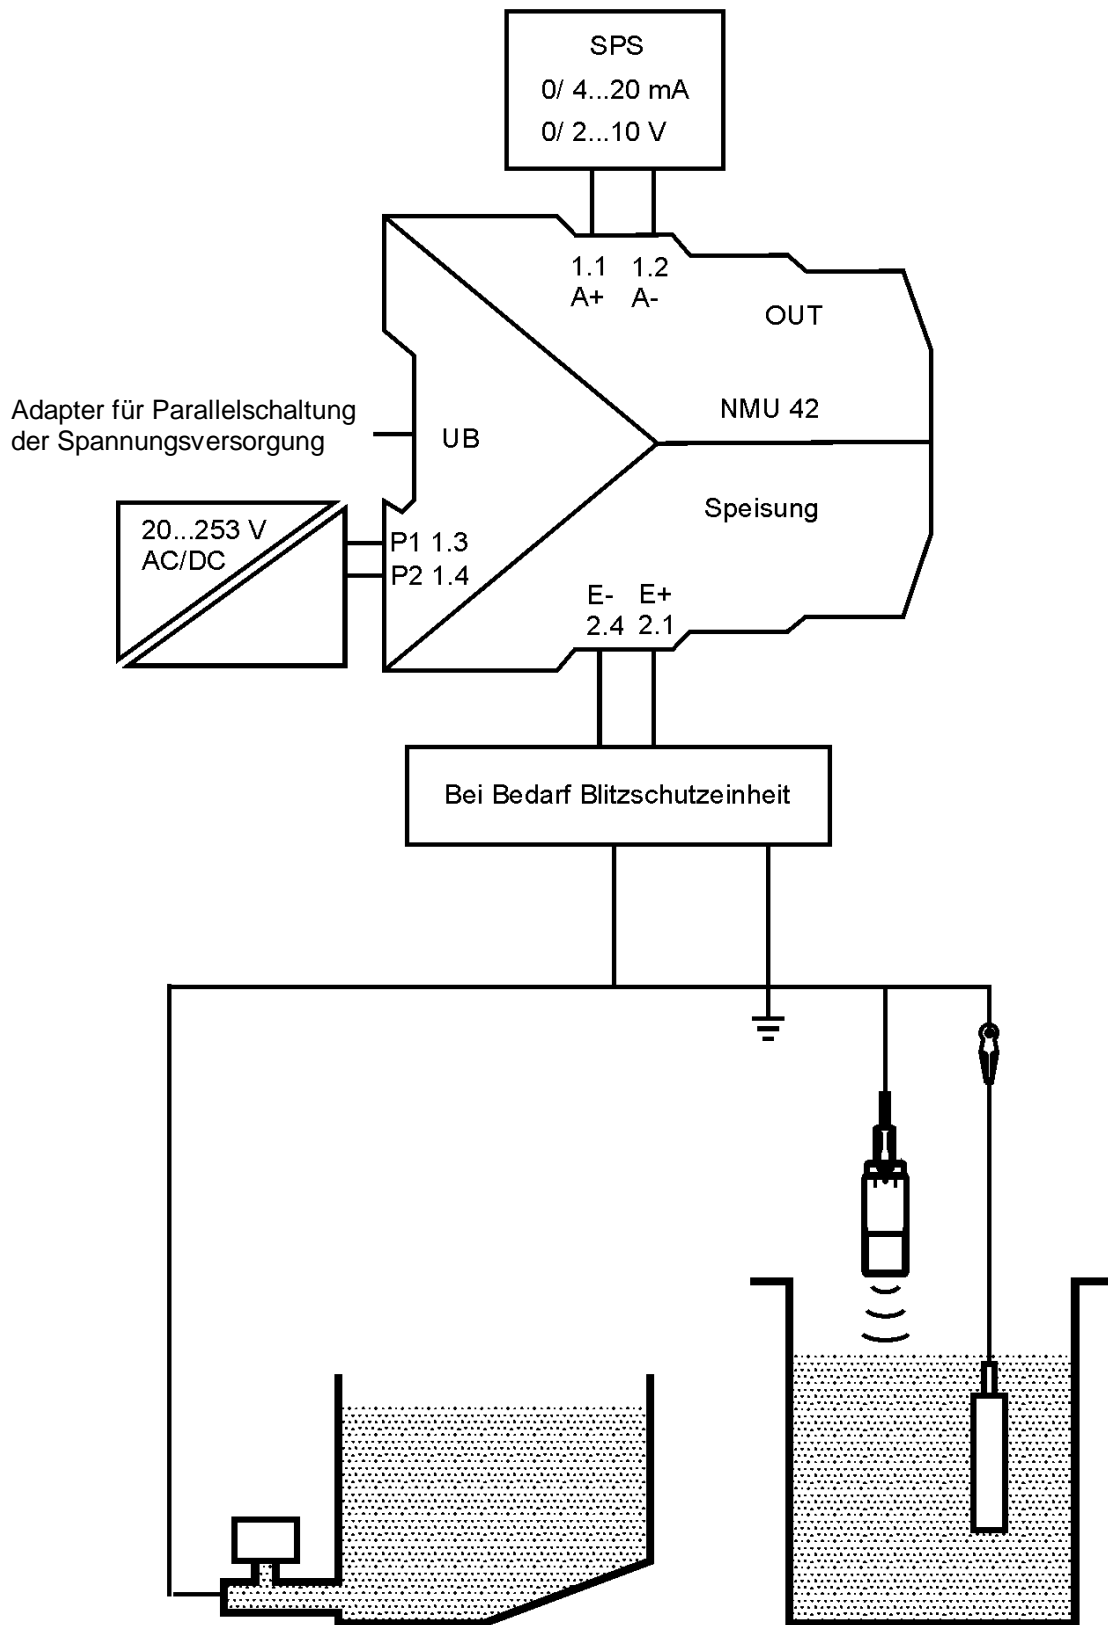 SPS
0/ 4...20 mA
0/ 2...10 V
1.1 1.2
A+ A-
OUT
NMU 42
Adapter für Parallelschaltung
der Spannungsversorgung
UB
Speisung
20...253 V
AC/DC
P1 1.3
P2 1.4
E- E+
2.4 2.1
Bei Bedarf Blitzschutzeinheit